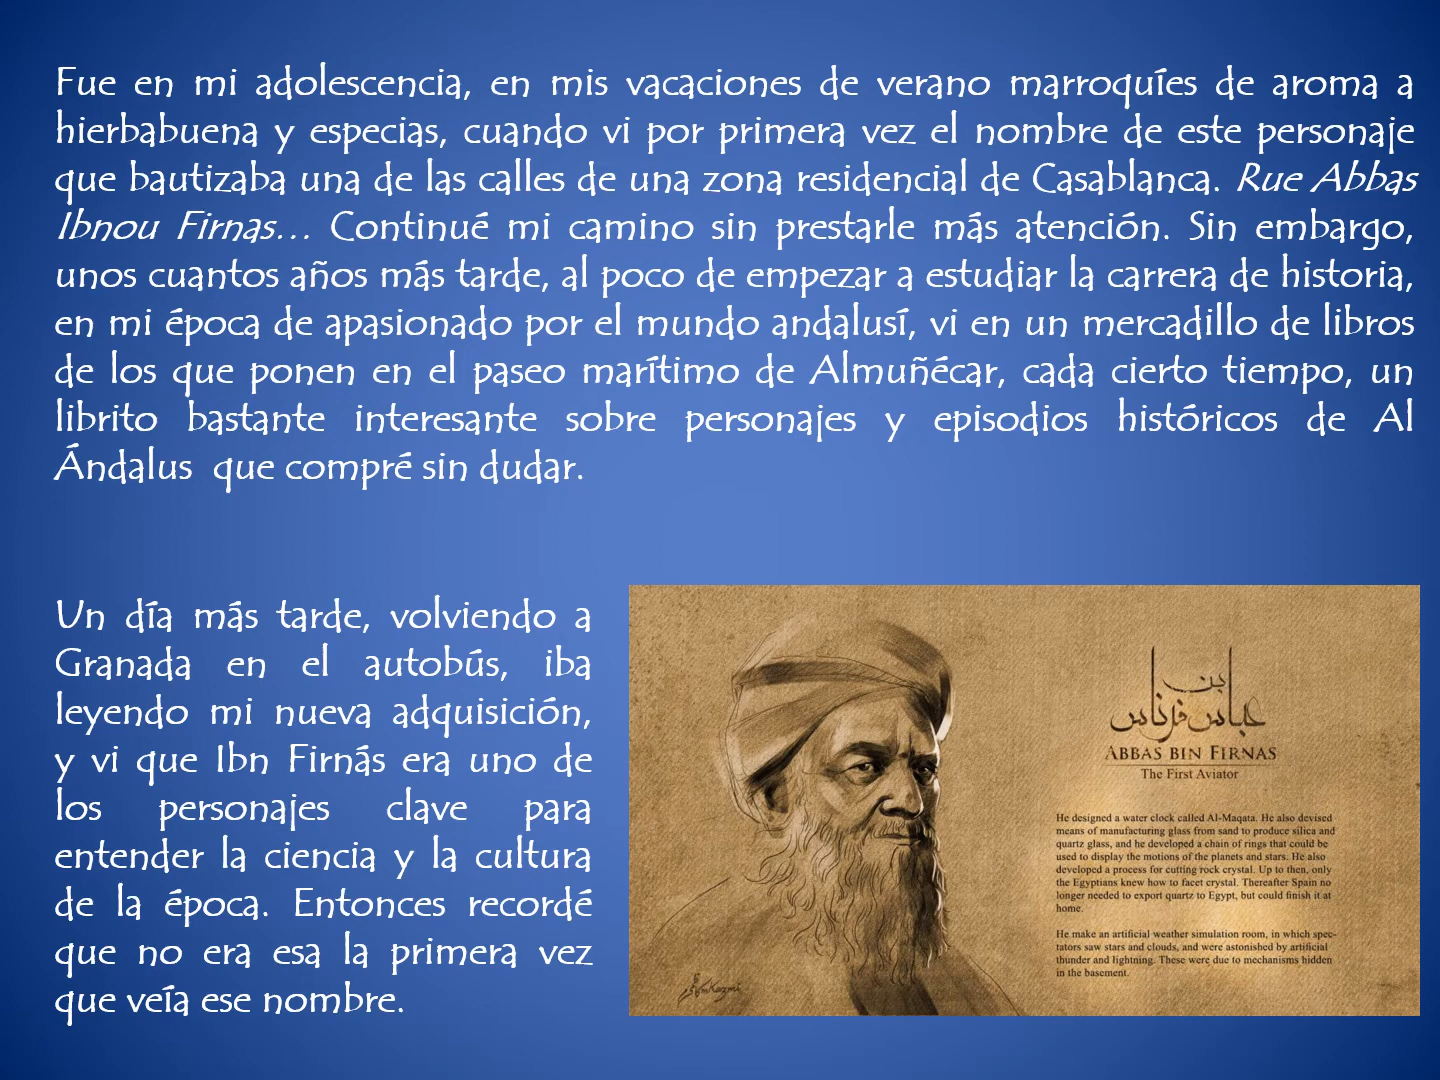 Fue en mi adolescencia, en mis vacaciones de verano marroquíes de aroma a
hierbabuena y especias, cuando vi por primera vez el nombre de este personaje
que bautizaba una de las calles de una zona residencial de Casablanca. Rue Abbas
Ibnou Firnas… Continué mi camino sin prestarle más atención. Sin embargo,
unos cuantos años más tarde, al poco de empezar a estudiar la carrera de historia,
en mi época de apasionado por el mundo andalusí, vi en un mercadillo de libros
de los que ponen en el paseo marítimo de Almuñécar, cada cierto tiempo, un
librito bastante interesante sobre personajes y episodios históricos de Al
Ándalus que compré sin dudar.
Un día más tarde, volviendo a
Granada en el autobús, iba
leyendo mi nueva adquisición,
y vi que Ibn Firnás era uno de
los personajes clave para
entender la ciencia y la cultura
de la época. Entonces recordé
que no era esa la primera vez
que veía ese nombre.
بن
عباس فرناس
ABBAS BIN FIRNAS
The First Aviator
He designed a water clock called Al-Maqata. He also devised
means of manufacturing glass from sand to produce silica and
quartz glass, and he developed a chain of rings that could be
used to display the motions of the planets and stars. He also
developed a process for cutting rock crystal. Up to then, only
the Egyptians knew how to facet crystal. Thereafter Spain no
longer needed to export quartz to Egypt, but could finish it at
home.
He make an artificial weather simulation room, in which spec-
tators saw stars and clouds, and were astonished by artificial
thunder and lightning. These were due to mechanisms hidden
in the basement.